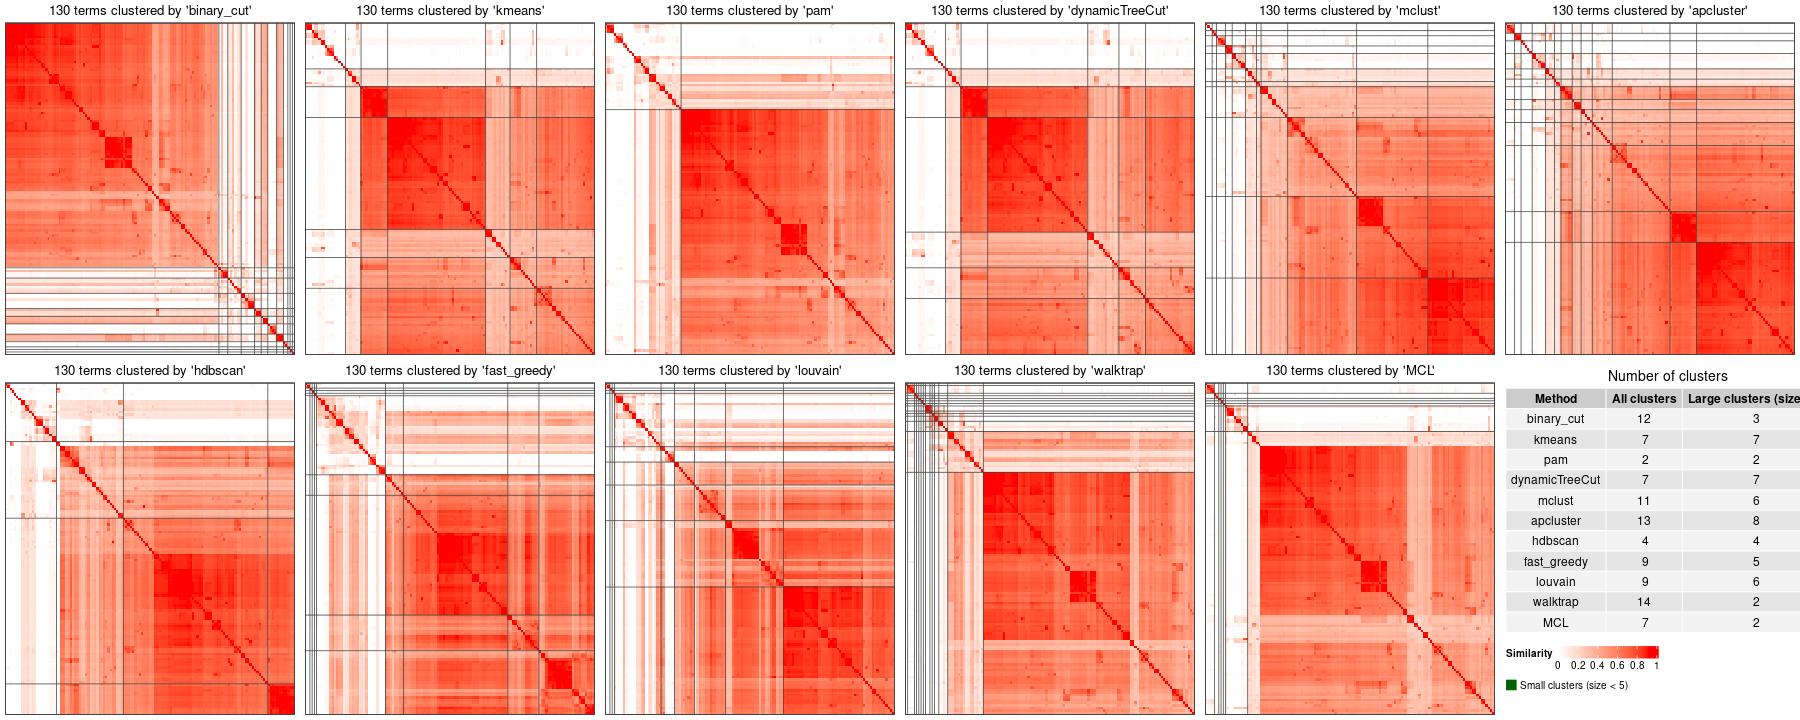 130 terms clustered by 'binary_cut'
130 terms clustered by 'kmeans'
130 terms clustered by 'pam'
130 terms clustered by 'dynamicTreeCut'
130 terms clustered by 'mclust'
130 terms clustered by 'apcluster'
130 terms clustered by 'hdbscan'
130 terms clustered by 'fast_greedy'
130 terms clustered by 'louvain'
130 terms clustered by 'walktrap'
130 terms clustered by 'MCL'
Number of clusters
Method All clusters Large clusters (size
binary_cut 12 3
kmeans 7 7
pam 2 2
dynamicTreeCut 7 7
mclust 11 6
apcluster 13 8
hdbscan 4 4
fast_greedy 9 5
louvain 9 6
walktrap 14 2
MCL 7 2
Similarity
0 0.2 0.4 0.6 0.8 1
Small clusters (size < 5)